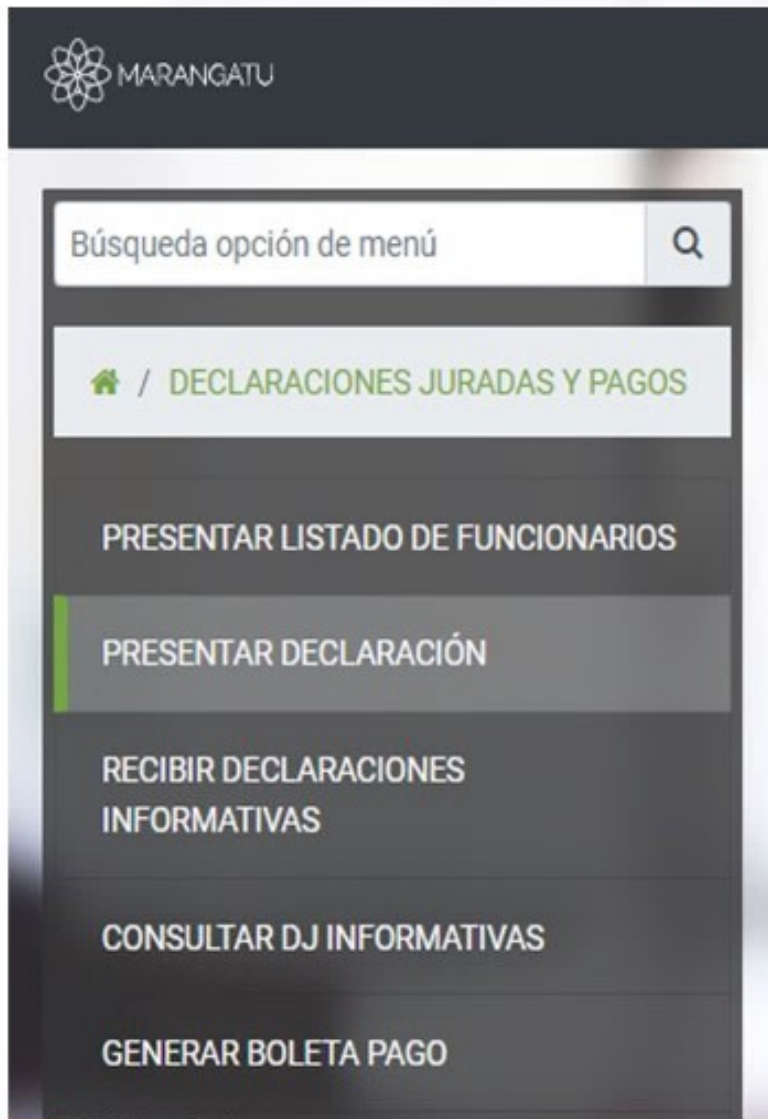 MARANGATU
Búsqueda opción de menú
/ DECLARACIONES JURADAS Y PAGOS
PRESENTAR LISTADO DE FUNCIONARIOS
PRESENTAR DECLARACIÓN
RECIBIR DECLARACIONES
INFORMATIVAS
CONSULTAR DJ INFORMATIVAS
GENERAR BOLETA PAGO